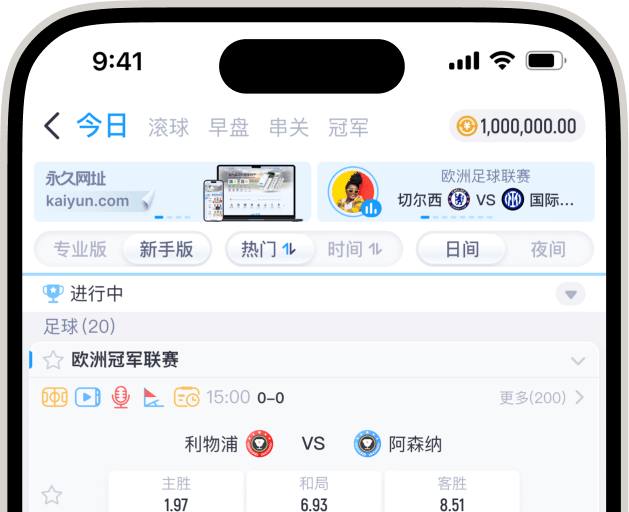 9:41
今日 滚球 早盘 串关 冠军 1,000,000.00
永久网址
kaiyun.com
欧洲足球联赛
切尔西 VS 国际...
专业版 新手版 热门 时间 日间 夜间
进行中
足球(20)
欧洲冠军联赛
15:00 0-0 更多(200)
利物浦 VS 阿森纳
主胜 和局 客胜
1.97 6.93 8.51